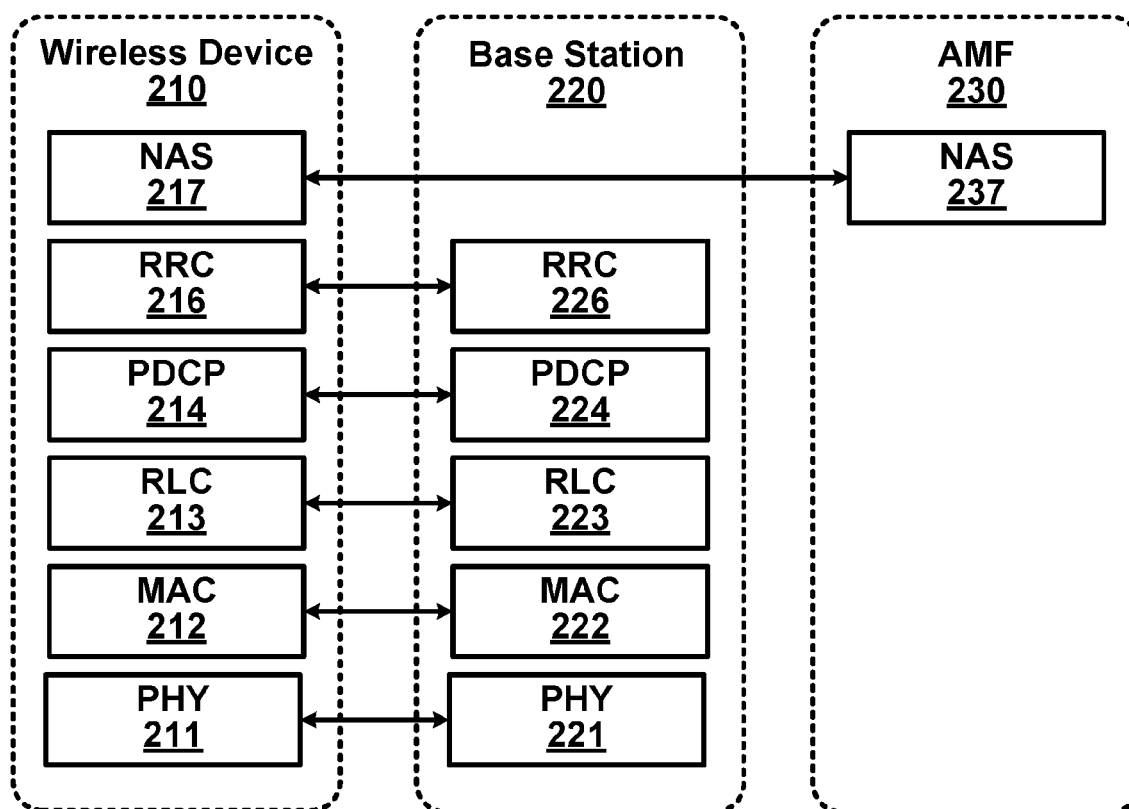 Wireless Device
210
Base Station
220
AMF
230
NAS
217
NAS
237
RRC
216
RRC
226
PDCP
214
PDCP
224
RLC
213
RLC
223
MAC
212
MAC
222
PHY
211
PHY
221